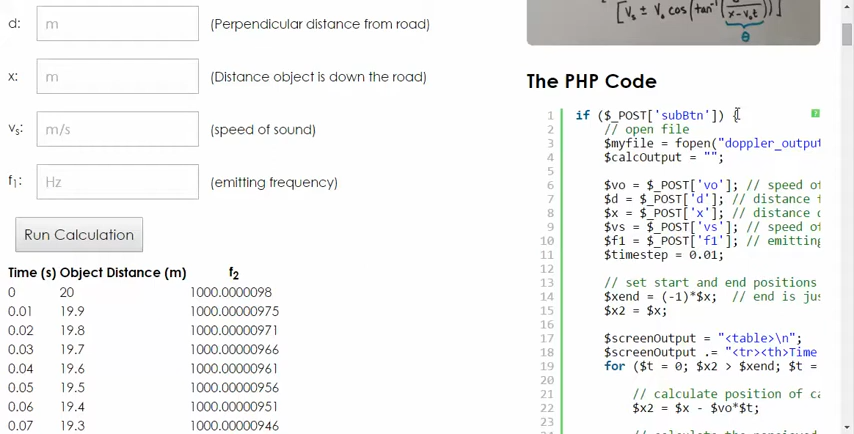 d: m (Perpendicular distance from road)
x: m (Distance object is down the road)
vs: m/s (speed of sound)
f1: Hz (emitting frequency)
Run Calculation
Time (s) Object Distance (m) f2
0 20 1000.0000098
0.01 19.9 1000.00000975
0.02 19.8 1000.00000971
0.03 19.7 1000.00000966
0.04 19.6 1000.00000961
0.05 19.5 1000.00000956
0.06 19.4 1000.00000951
0.07 19.3 1000.00000946
[Vs ± Vo cos(tan⁻¹( x-Vot ))]
θ
The PHP Code
1 if ($_POST['subBtn']) {
2 // open file
3 $myfile = fopen("doppler_output
4 $calcOutput = "";
5
6 $vo = $_POST['vo']; // speed of
7 $d = $_POST['d']; // distance f
8 $x = $_POST['x']; // distance o
9 $vs = $_POST['vs']; // speed of
10 $f1 = $_POST['f1']; // emitting
11 $timestep = 0.01;
12
13 // set start and end positions
14 $xend = (-1)*$x; // end is jus
15 $x2 = $x;
16
17 $screenOutput = "<table>\n";
18 $screenOutput .= "<tr><th>Time
19 for ($t = 0; $x2 > $xend; $t =
20
21 // calculate position of ca
22 $x2 = $x - $vo*$t;
23